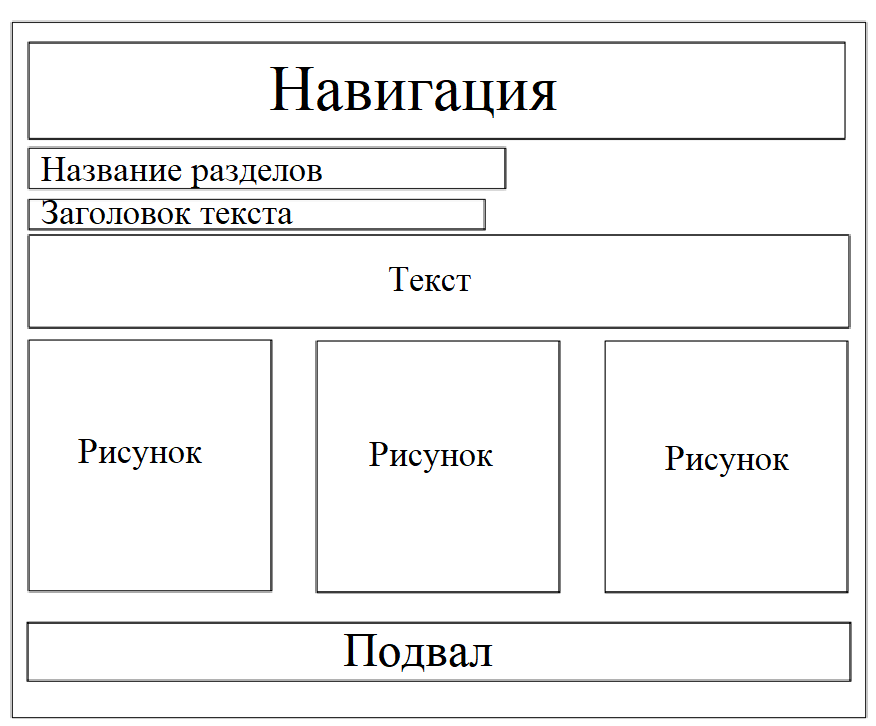 Навигация
Название разделов
Заголовок текста
Текст
Рисунок
Рисунок
Рисунок
Подвал